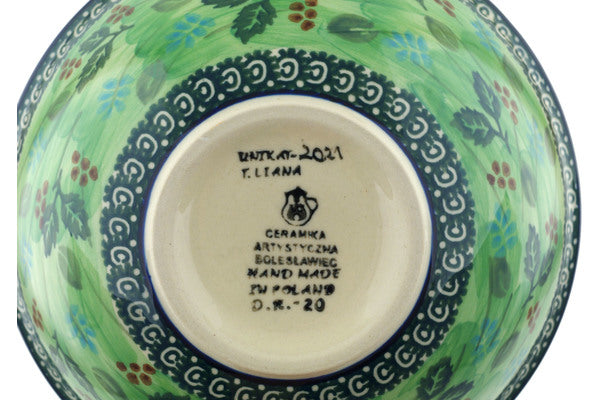 UNIKAT-2021
T. LIANA
CERAMIKA
ARTYSTYCZNA
BOLESŁAWIEC
HAND MADE
IN POLAND
D.K.-20